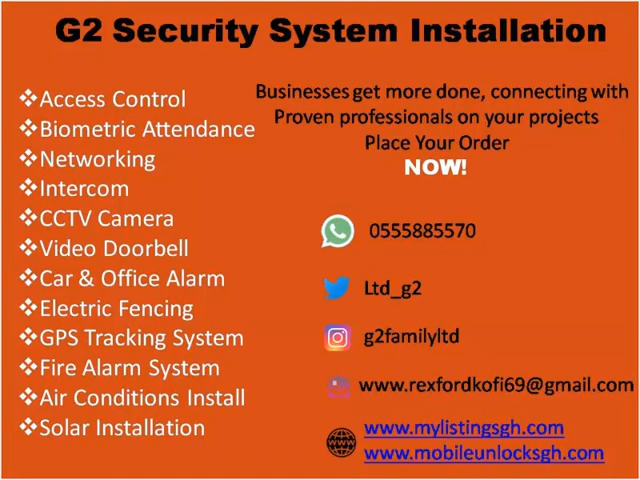 G2 Security System Installation
❖Access Control
❖Biometric Attendance
❖Networking
❖Intercom
❖CCTV Camera
❖Video Doorbell
❖Car & Office Alarm
❖Electric Fencing
❖GPS Tracking System
❖Fire Alarm System
❖Air Conditions Install
❖Solar Installation
Businesses get more done, connecting with
Proven professionals on your projects
Place Your Order
NOW!
0555885570
Ltd_g2
g2familyltd
www.rexfordkofi69@gmail.com
www.mylistingsgh.com
www.mobileunlocksgh.com